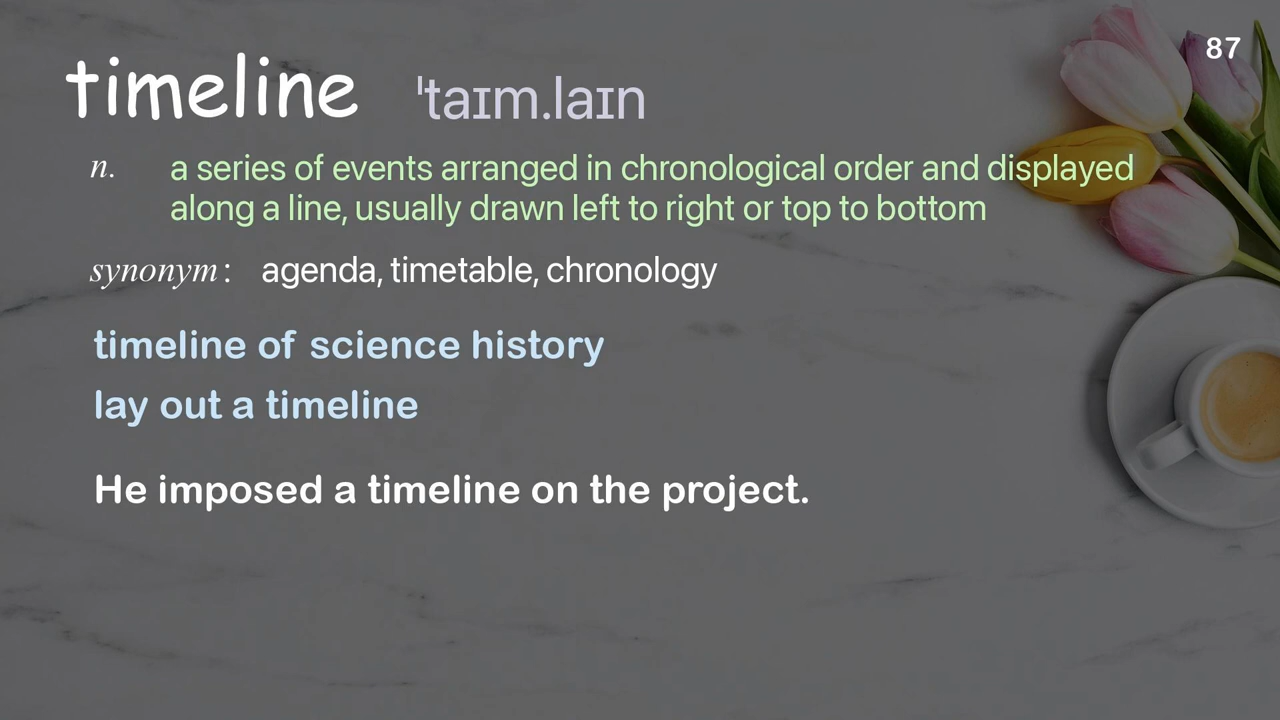 87
timeline ˈtaɪm.laɪn
n. a series of events arranged in chronological order and displayed
along a line, usually drawn left to right or top to bottom
synonym: agenda, timetable, chronology
timeline of science history
lay out a timeline
He imposed a timeline on the project.